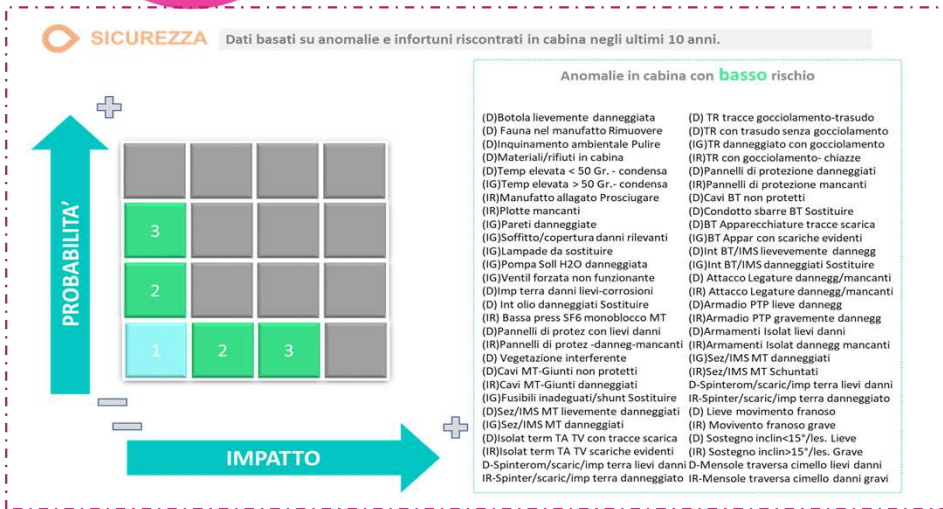 SICUREZZA
Dati basati su anomalie e infortuni riscontrati in cabina negli ultimi 10 anni.
PROBABILITA'
3
2
1 2 3
IMPATTO
Anomalie in cabina con basso rischio
(D)Botola lievemente danneggiata
(D) Fauna nel manufatto Rimuovere
(D)Inquinamento ambientale Pulire
(D)Materiali/rifiuti in cabina
(D)Temp elevata < 50 Gr. - condensa
(IG)Temp elevata > 50 Gr.- condensa
(IR)Manufatto allagato Prosciugare
(IR)Plotte mancanti
(IG)Pareti danneggiate
(IG)Soffitto/copertura danni rilevanti
(IG)Lampade da sostituire
(IG)Pompa Soll H2O danneggiata
(IG)Ventil forzata non funzionante
(D)Imp terra danni lievi-corrosioni
(D) Int olio danneggiati Sostituire
(IR) Bassa press SF6 monoblocco MT
(D)Pannelli di protez con lievi danni
(IR)Pannelli di protez -danneg-mancanti
(D) Vegetazione interferente
(D)Cavi MT-Giunti non protetti
(IR)Cavi MT-Giunti danneggiati
(IG)Fusibili inadeguati/shunt Sostituire
(D)Sez/IMS MT lievemente danneggiati
(IG)Sez/IMS MT danneggiati
(D)Isolat term TA TV con tracce scarica
(IR)Isolat term TA TV scariche evidenti
D-Spinterom/scaric/imp terra lievi danni
IR-Spinter/scaric/imp terra danneggiato
(D) TR tracce gocciolamento-trasudo
(D)TR con trasudo senza gocciolamento
(IG)TR danneggiato con gocciolamento
(IR)TR con gocciolamento- chiazze
(D)Pannelli di protezione danneggiati
(IR)Pannelli di protezione mancanti
(D)Cavi BT non protetti
(D)Condotto sbarre BT Sostituire
(D)BT Apparecchiature tracce scarica
(IG)BT Appar con scariche evidenti
(D)Int BT/IMS lievevemente dannegg
(IG)Int BT/IMS danneggiati Sostituire
(D) Attacco Legature dannegg/mancanti
(IR) Attacco Legature dannegg/mancanti
(D)Armadio PTP lieve dannegg
(IR)Armadio PTP gravemente dannegg
(D)Armamenti Isolat lievi danni
(IR)Armamenti Isolat dannegg mancanti
(IG)Sez/IMS MT danneggiati
(IR)Sez/IMS MT Schuntati
D-Spinterom/scaric/imp terra lievi danni
IR-Spinter/scaric/imp terra danneggiato
(D) Lieve movimento franoso
(IR) Movivento franoso grave
(D) Sostegno inclin<15°/les. Lieve
(IR) Sostegno inclin>15°/les. Grave
D-Mensole traversa cimello lievi danni
IR-Mensole traversa cimello danni gravi